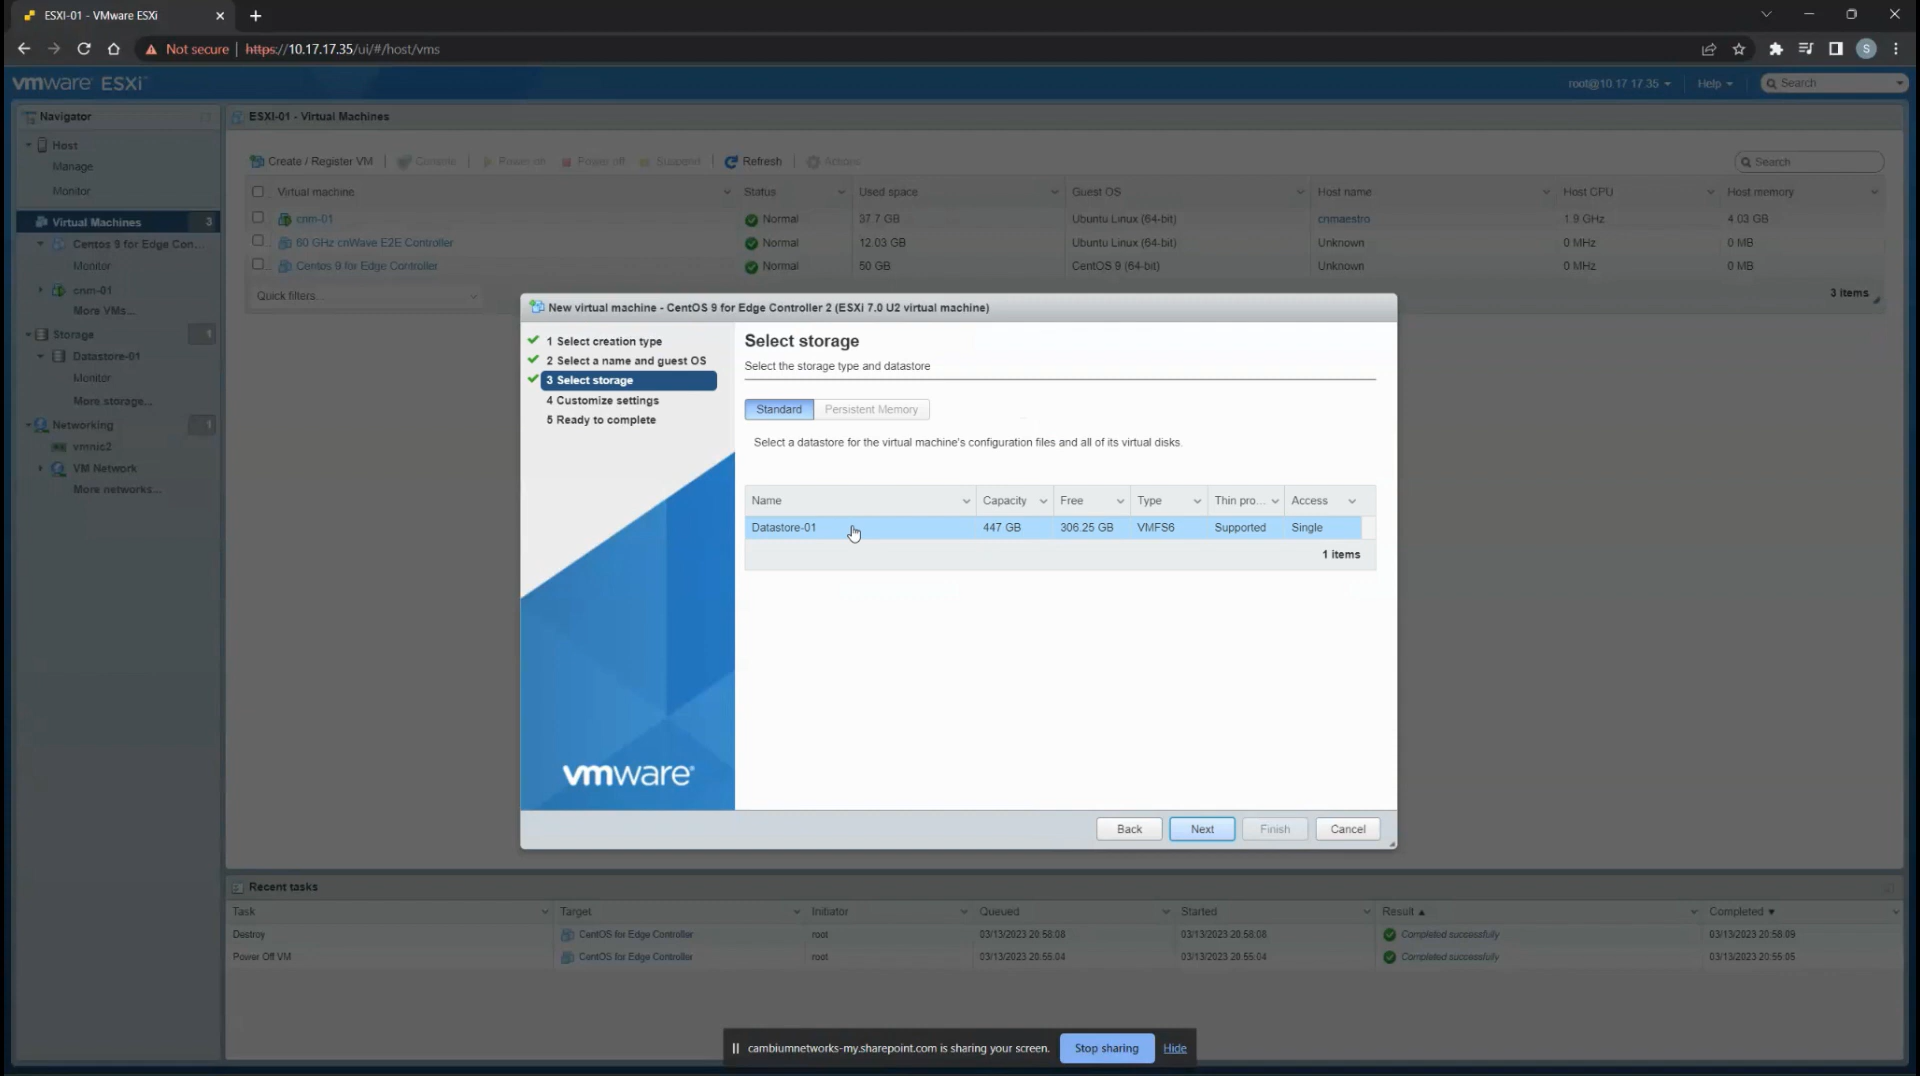 ESXI-01 - VMware ESXi
Not secure | https://10.17.17.35/ui/#/host/vms
S
vmware ESXi
root@10.17.17.35
Help
Search
Navigator
Host
Manage
Monitor
Virtual Machines 3
Centos 9 for Edge Con...
Monitor
cnm-01
More VMs...
Storage 1
Datastore-01
Monitor
More storage...
Networking 1
vmnic2
VM Network
More networks...
ESXI-01 - Virtual Machines
Create / Register VM | Console | Power on Power off Suspend | Refresh | Actions
Search
Virtual machine Status Used space Guest OS Host name Host CPU Host memory
cnm-01 Normal 37.7 GB Ubuntu Linux (64-bit) cnmaestro 1.9 GHz 4.03 GB
60 GHz cnWave E2E Controller Normal 12.03 GB Ubuntu Linux (64-bit) Unknown 0 MHz 0 MB
Centos 9 for Edge Controller Normal 50 GB CentOS 9 (64-bit) Unknown 0 MHz 0 MB
Quick filters...
3 items
New virtual machine - CentOS 9 for Edge Controller 2 (ESXi 7.0 U2 virtual machine)
1 Select creation type
2 Select a name and guest OS
3 Select storage
4 Customize settings
5 Ready to complete
vmware
Select storage
Select the storage type and datastore
Standard Persistent Memory
Select a datastore for the virtual machine's configuration files and all of its virtual disks.
Name Capacity Free Type Thin pro... Access
Datastore-01 447 GB 306.25 GB VMFS6 Supported Single
1 items
Back Next Finish Cancel
Recent tasks
Task Target Initiator Queued Started Result Completed
Destroy CentOS for Edge Controller root 03/13/2023 20:58:08 03/13/2023 20:58:08 Completed successfully 03/13/2023 20:58:09
Power Off VM CentOS for Edge Controller root 03/13/2023 20:55:04 03/13/2023 20:55:04 Completed successfully 03/13/2023 20:55:05
cambiumnetworks-my.sharepoint.com is sharing your screen. Stop sharing Hide